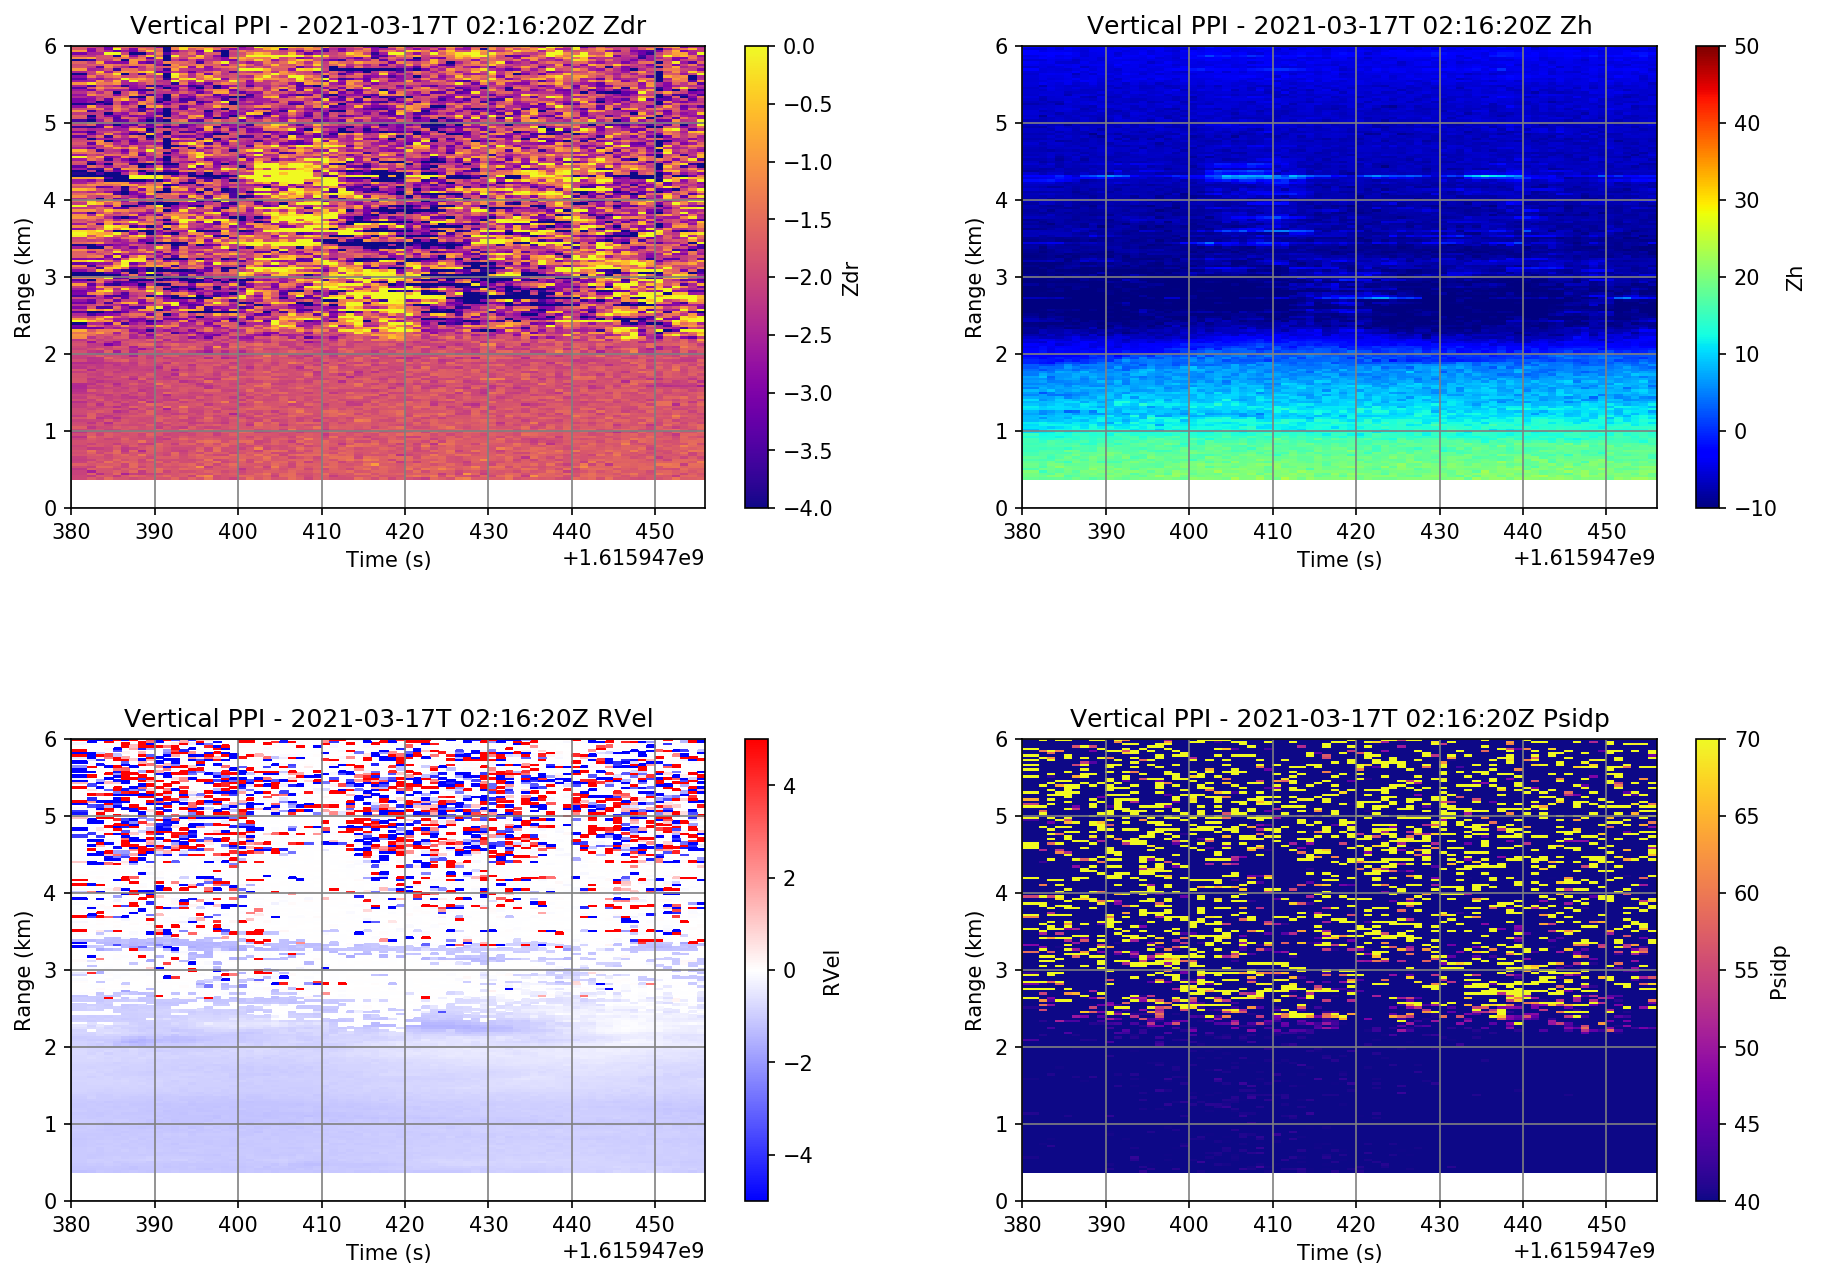 Vertical PPI - 2021-03-17T 02:16:20Z Zdr
6
5
4
3
2
1
0
Range (km)
380 390 400 410 420 430 440 450
Time (s)
+1.615947e9
0.0
−0.5
−1.0
−1.5
−2.0
−2.5
−3.0
−3.5
−4.0
Zdr
Vertical PPI - 2021-03-17T 02:16:20Z Zh
6
5
4
3
2
1
0
Range (km)
380 390 400 410 420 430 440 450
Time (s)
+1.615947e9
50
40
30
20
10
0
−10
Zh
Vertical PPI - 2021-03-17T 02:16:20Z RVel
6
5
4
3
2
1
0
Range (km)
380 390 400 410 420 430 440 450
Time (s)
+1.615947e9
4
2
0
−2
−4
RVel
Vertical PPI - 2021-03-17T 02:16:20Z Psidp
6
5
4
3
2
1
0
Range (km)
380 390 400 410 420 430 440 450
Time (s)
+1.615947e9
70
65
60
55
50
45
40
Psidp